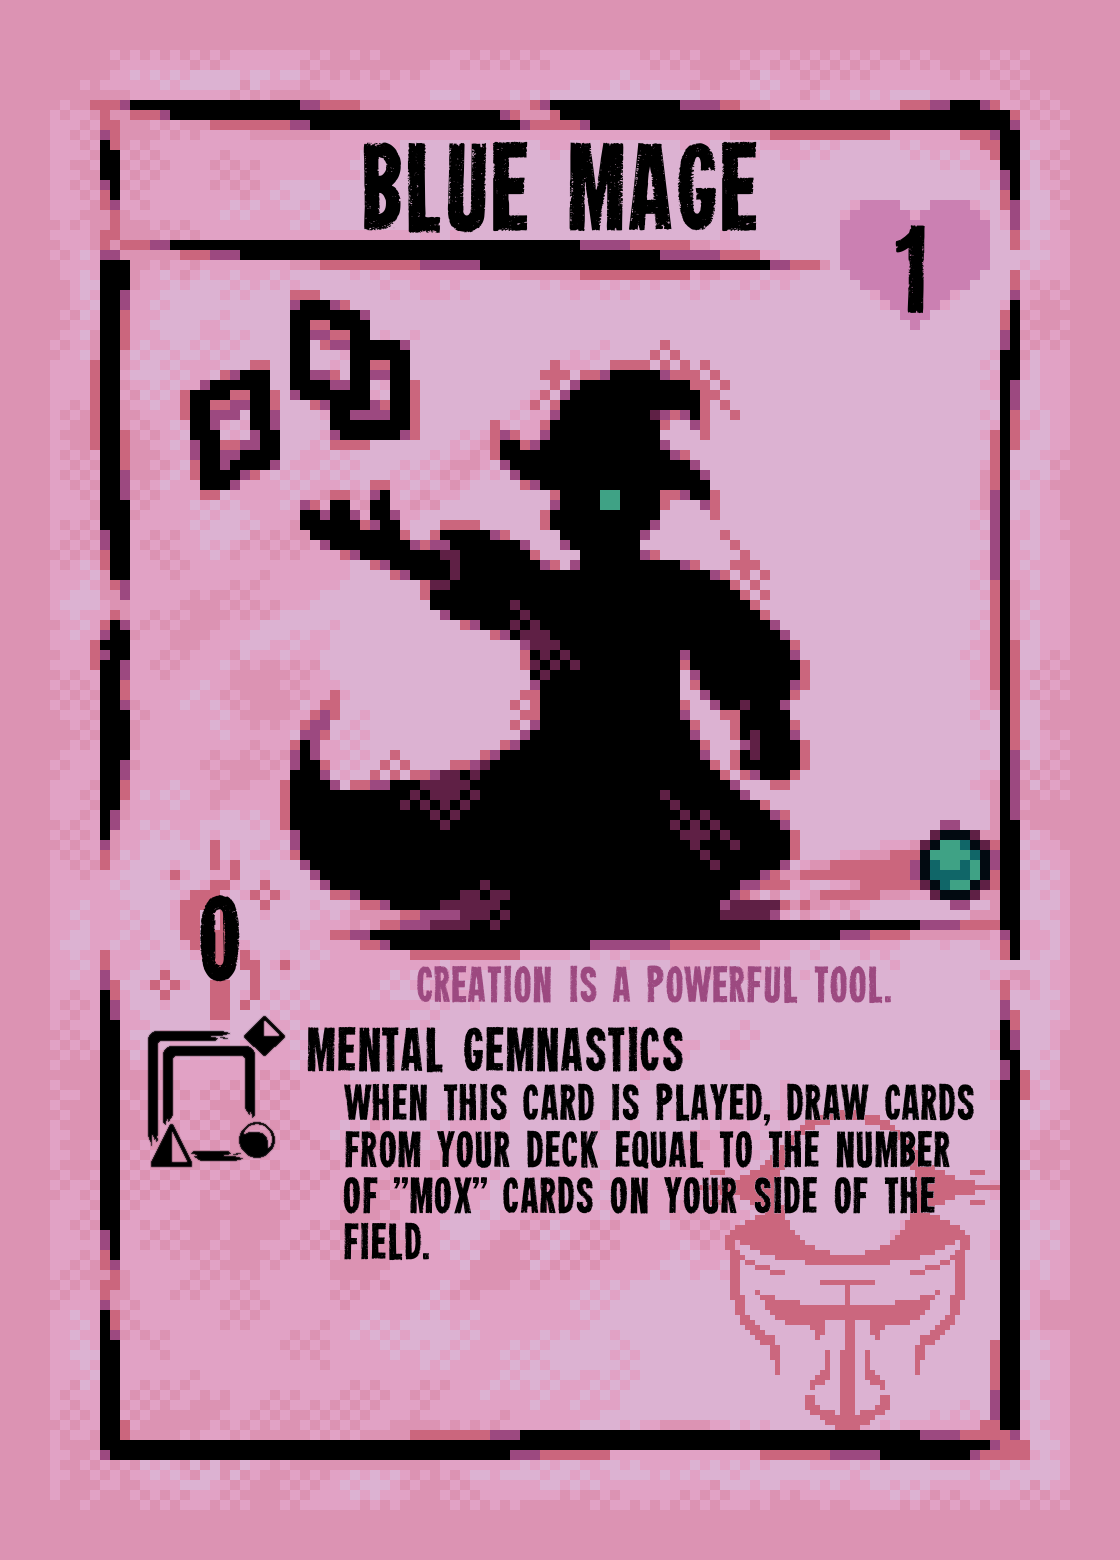 BLUE MAGE
1
0
CREATION IS A POWERFUL TOOL.
MENTAL GEMNASTICS
WHEN THIS CARD IS PLAYED, DRAW CARDS
FROM YOUR DECK EQUAL TO THE NUMBER
OF "MOX" CARDS ON YOUR SIDE OF THE
FIELD.